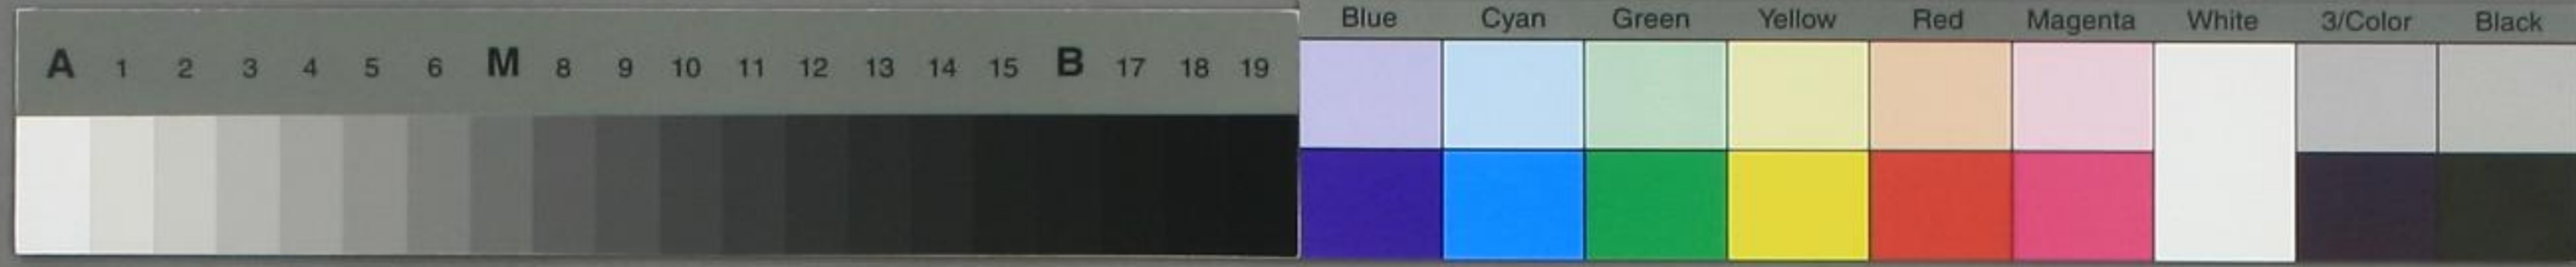 A 1 2 3 4 5 6 M 8 9 10 11 12 13 14 15 B 17 18 19
Blue Cyan Green Yellow Red Magenta White 3/Color Black